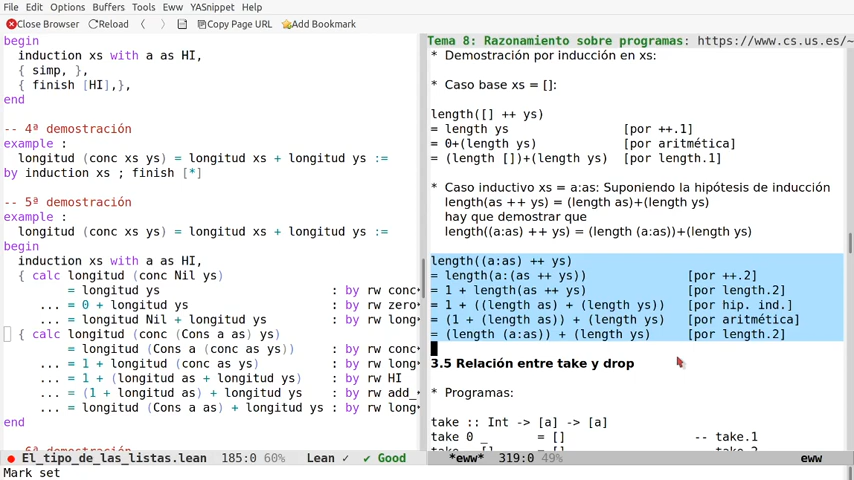 File Edit Options Buffers Tools Eww YASnippet Help
Close Browser Reload Copy Page URL Add Bookmark
begin
induction xs with a as HI,
{ simp, },
{ finish [HI],},
end
-- 4ª demostración
example :
longitud (conc xs ys) = longitud xs + longitud ys :=
by induction xs ; finish [*]
-- 5ª demostración
example :
longitud (conc xs ys) = longitud xs + longitud ys :=
begin
induction xs with a as HI,
{ calc longitud (conc Nil ys)
= longitud ys : by rw conc
... = 0 + longitud ys : by rw zero
... = longitud Nil + longitud ys : by rw long
{ calc longitud (conc (Cons a as) ys)
= longitud (Cons a (conc as ys)) : by rw conc
... = 1 + longitud (conc as ys) : by rw long
... = 1 + (longitud as + longitud ys) : by rw HI
... = (1 + longitud as) + longitud ys : by rw add_
... = longitud (Cons a as) + longitud ys : by rw long
end
El_tipo_de_las_listas.lean 185:0 60% Lean ✓ ✔ Good
Mark set
Tema 8: Razonamiento sobre programas: https://www.cs.us.es/~
* Demostración por inducción en xs:
* Caso base xs = []:
length([] ++ ys)
= length ys [por ++.1]
= 0+(length ys) [por aritmética]
= (length [])+(length ys) [por length.1]
* Caso inductivo xs = a:as: Suponiendo la hipótesis de inducción
length(as ++ ys) = (length as)+(length ys)
hay que demostrar que
length((a:as) ++ ys) = (length (a:as))+(length ys)
length((a:as) ++ ys)
= length(a:(as ++ ys)) [por ++.2]
= 1 + length(as ++ ys) [por length.2]
= 1 + ((length as) + (length ys)) [por hip. ind.]
= (1 + (length as)) + (length ys) [por aritmética]
= (length (a:as)) + (length ys) [por length.2]
3.5 Relación entre take y drop
* Programas:
take :: Int -> [a] -> [a]
take 0 _ = [] -- take.1
*eww* 319:0 49% eww